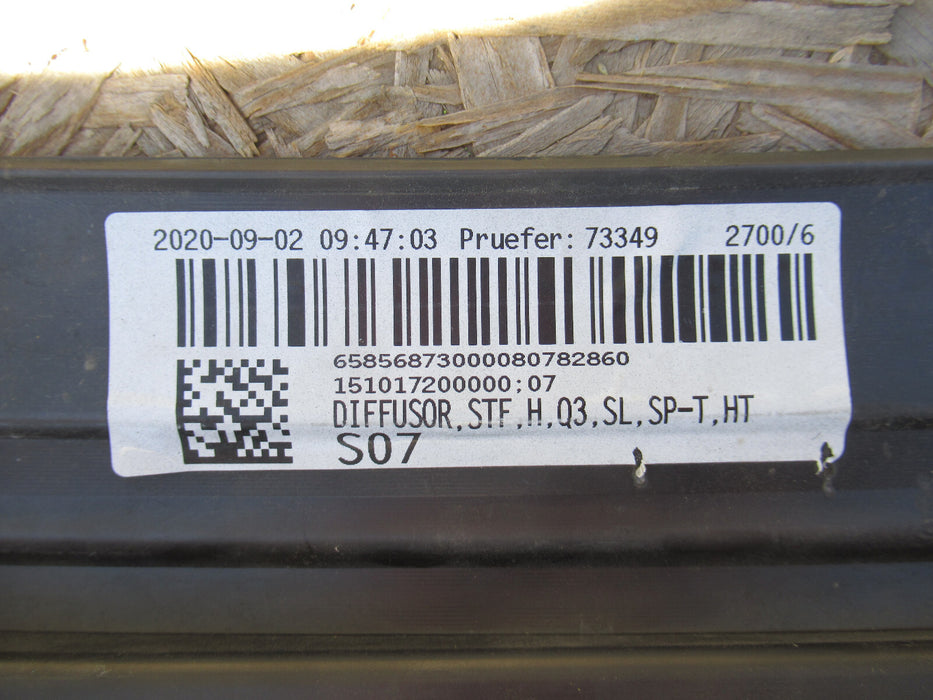 2020-09-02 09:47:03 Pruefer: 73349 2700/6
65856873000080782860
151017200000;07
DIFFUSOR,STF,H,Q3,SL,SP-T,HT
S07